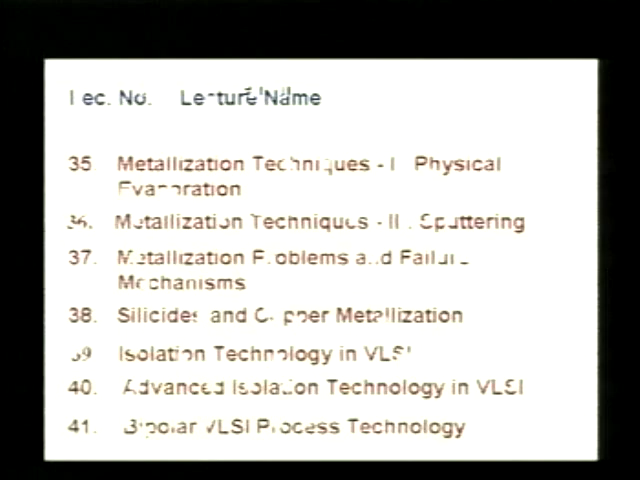 Lec. No. Lecture Name
35 Metallization Techniques - I Physical
Evaporation
36. Metallization Techniques - II . Sputtering
37. Metallization Problems and Failure
Mechanisms
38. Silicides and Copper Metallization
39 Isolation Technology in VLSI
40. Advanced Isolation Technology in VLSI
41. Bipolar VLSI Process Technology